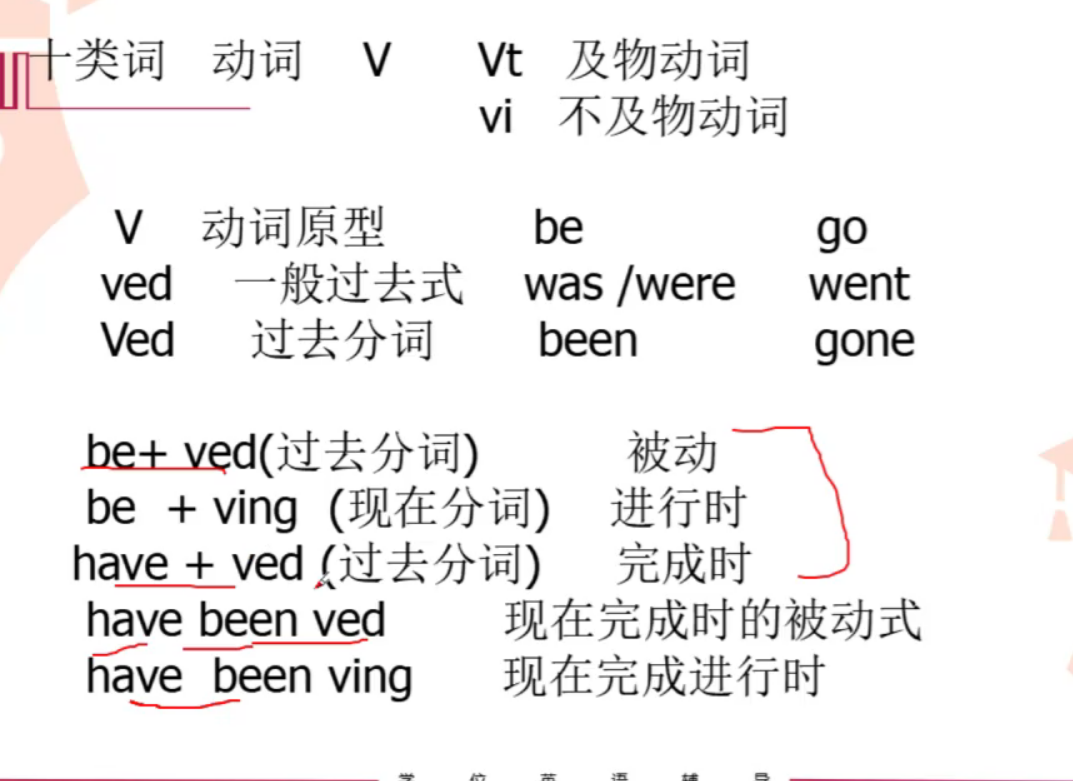 十类词 动词 V Vt 及物动词
vi 不及物动词
V 动词原型 be go
ved 一般过去式 was /were went
Ved 过去分词 been gone
be+ ved(过去分词) 被动
be + ving (现在分词) 进行时
have + ved (过去分词) 完成时
have been ved 现在完成时的被动式
have been ving 现在完成进行时
学 位 英 语 辅 导